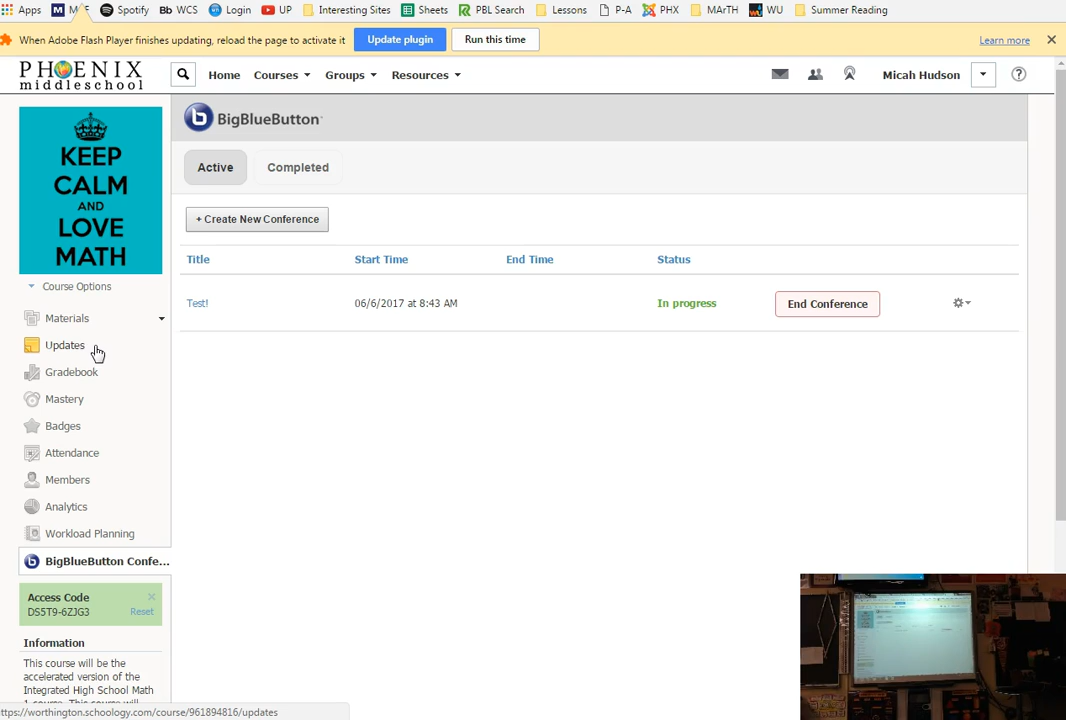 Apps Spotify Bb WCS Login UP Interesting Sites Sheets PBL Search Lessons P-A PHX MArTH WU Summer Reading
When Adobe Flash Player finishes updating, reload the page to activate it Update plugin Run this time Learn more
PHOENIX
middleschool
Home Courses Groups Resources Micah Hudson
KEEP
CALM
AND
LOVE
MATH
Course Options
Materials
Updates
Gradebook
Mastery
Badges
Attendance
Members
Analytics
Workload Planning
BigBlueButton Confe...
Access Code
DS5T9-6ZJG3 Reset
Information
This course will be the
accelerated version of the
Integrated High School Math
b BigBlueButton
Active Completed
+ Create New Conference
Title Start Time End Time Status
Test! 06/6/2017 at 8:43 AM In progress End Conference
ttps://worthington.schoology.com/course/961894816/updates